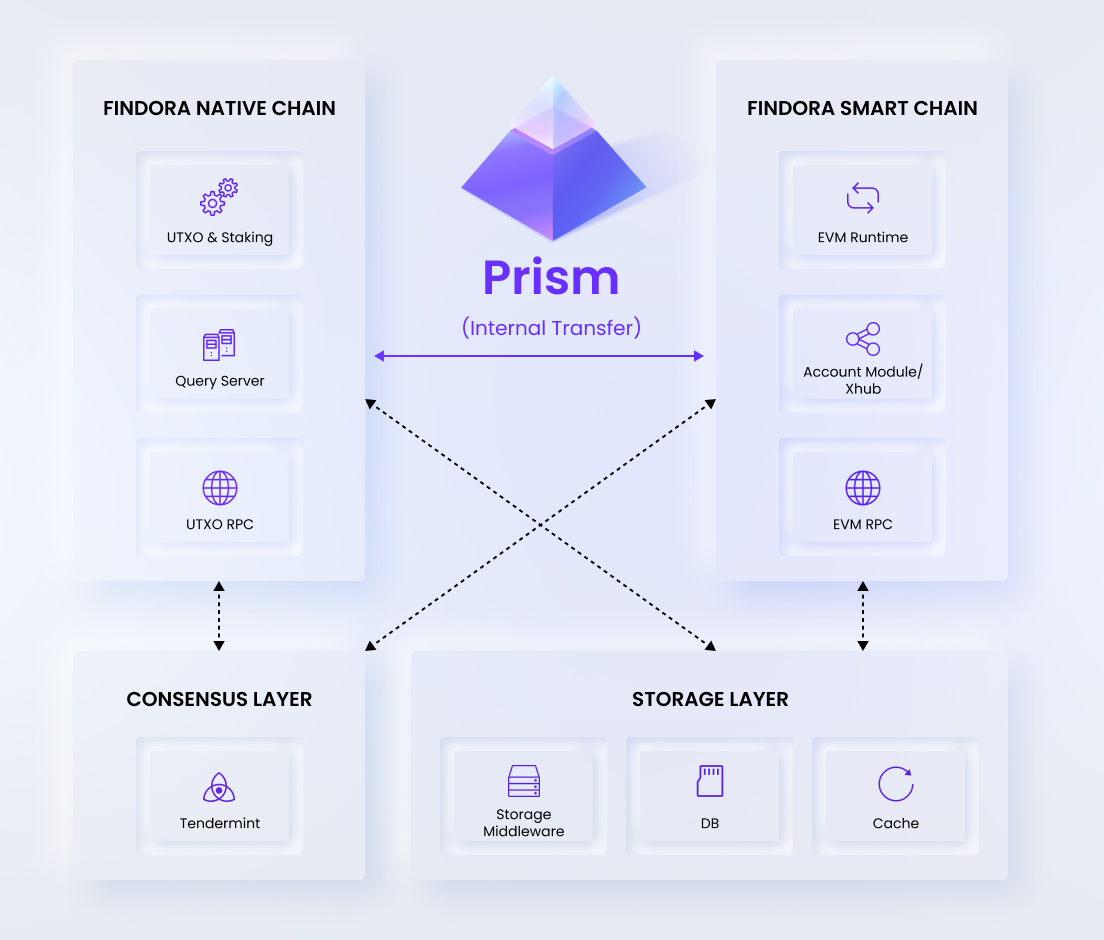 FINDORA NATIVE CHAIN
UTXO & Staking
Query Server
UTXO RPC
Prism
(Internal Transfer)
FINDORA SMART CHAIN
EVM Runtime
Account Module/
Xhub
EVM RPC
CONSENSUS LAYER
Tendermint
STORAGE LAYER
Storage
Middleware
DB
Cache